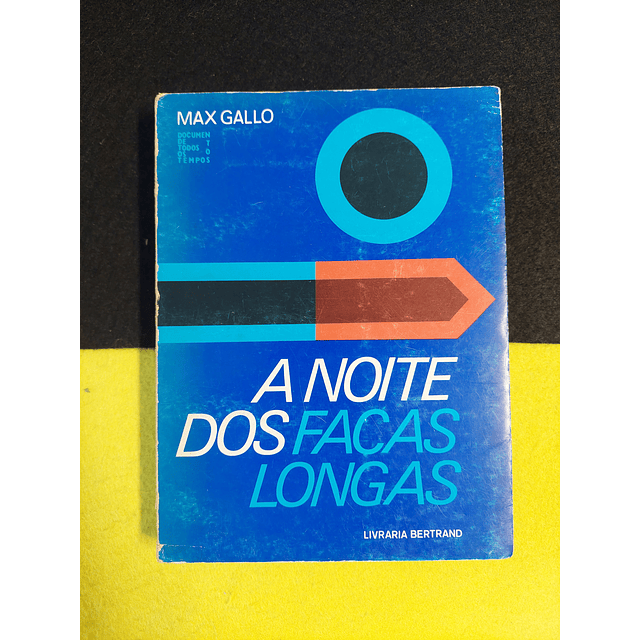 MAX GALLO
DOCUMEN
DE T
TODOS O
OS
TEMPOS
A NOITE
DOS FACAS
LONGAS
LIVRARIA BERTRAND